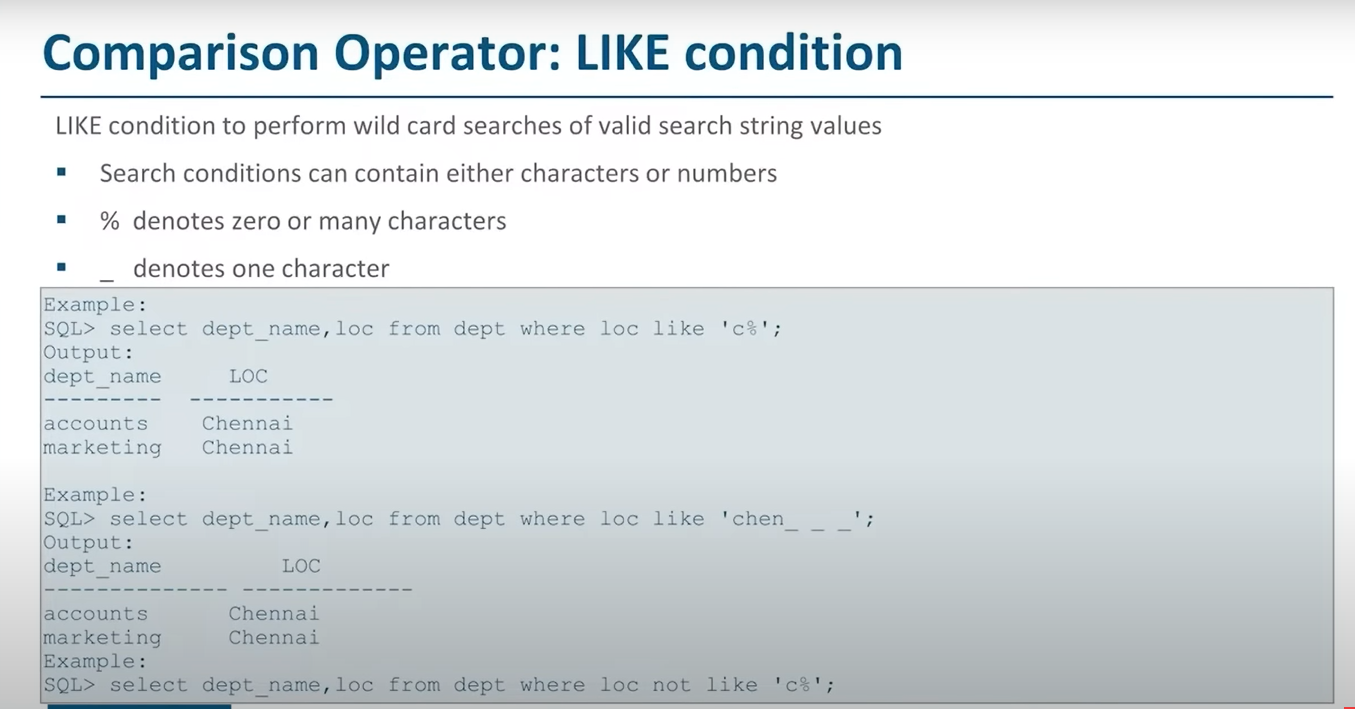 Comparison Operator: LIKE condition
LIKE condition to perform wild card searches of valid search string values
▪ Search conditions can contain either characters or numbers
▪ % denotes zero or many characters
▪ _ denotes one character
Example:
SQL> select dept_name,loc from dept where loc like 'c%';
Output:
dept_name LOC
--------- -----------
accounts Chennai
marketing Chennai
Example:
SQL> select dept_name,loc from dept where loc like 'chen_ _ _';
Output:
dept_name LOC
-------------- -------------
accounts Chennai
marketing Chennai
Example:
SQL> select dept_name,loc from dept where loc not like 'c%';